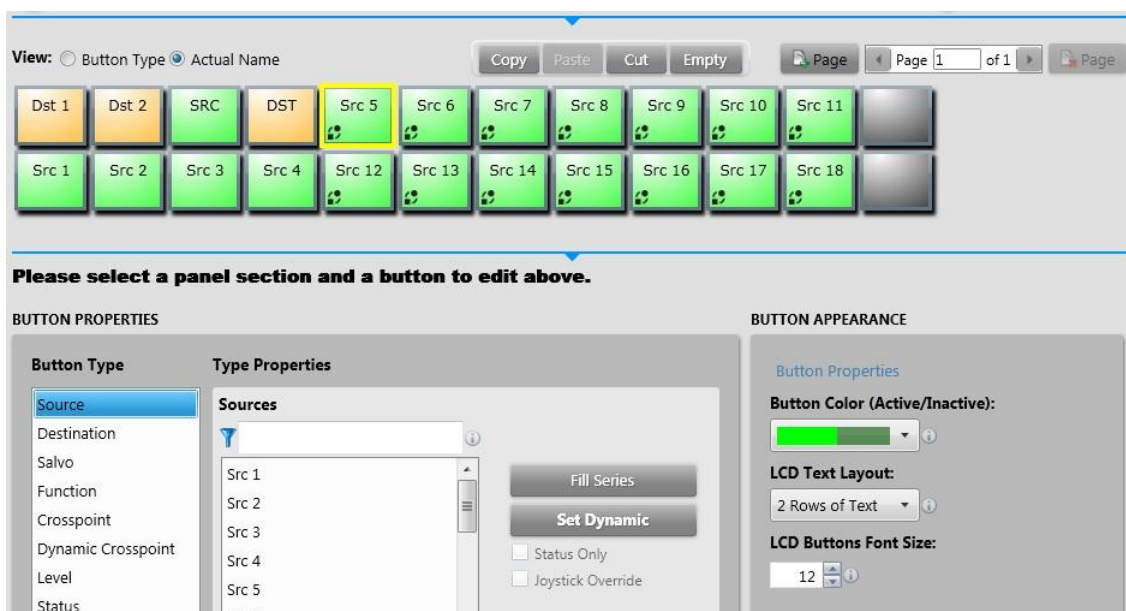 View: Button Type Actual Name Copy Paste Cut Empty Page Page 1 of 1 Page
Dst 1 Dst 2 SRC DST Src 5 Src 6 Src 7 Src 8 Src 9 Src 10 Src 11
Src 1 Src 2 Src 3 Src 4 Src 12 Src 13 Src 14 Src 15 Src 16 Src 17 Src 18
Please select a panel section and a button to edit above.
BUTTON PROPERTIES
Button Type
Source
Destination
Salvo
Function
Crosspoint
Dynamic Crosspoint
Level
Status
Type Properties
Sources
Src 1
Src 2
Src 3
Src 4
Src 5
Fill Series
Set Dynamic
Status Only
Joystick Override
BUTTON APPEARANCE
Button Properties
Button Color (Active/Inactive):
LCD Text Layout:
2 Rows of Text
LCD Buttons Font Size:
12